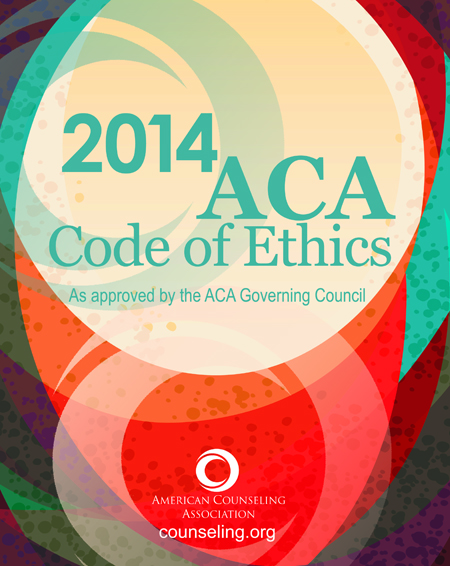 2014
ACA
Code of Ethics
As approved by the ACA Governing Council
AMERICAN COUNSELING
ASSOCIATION
counseling.org